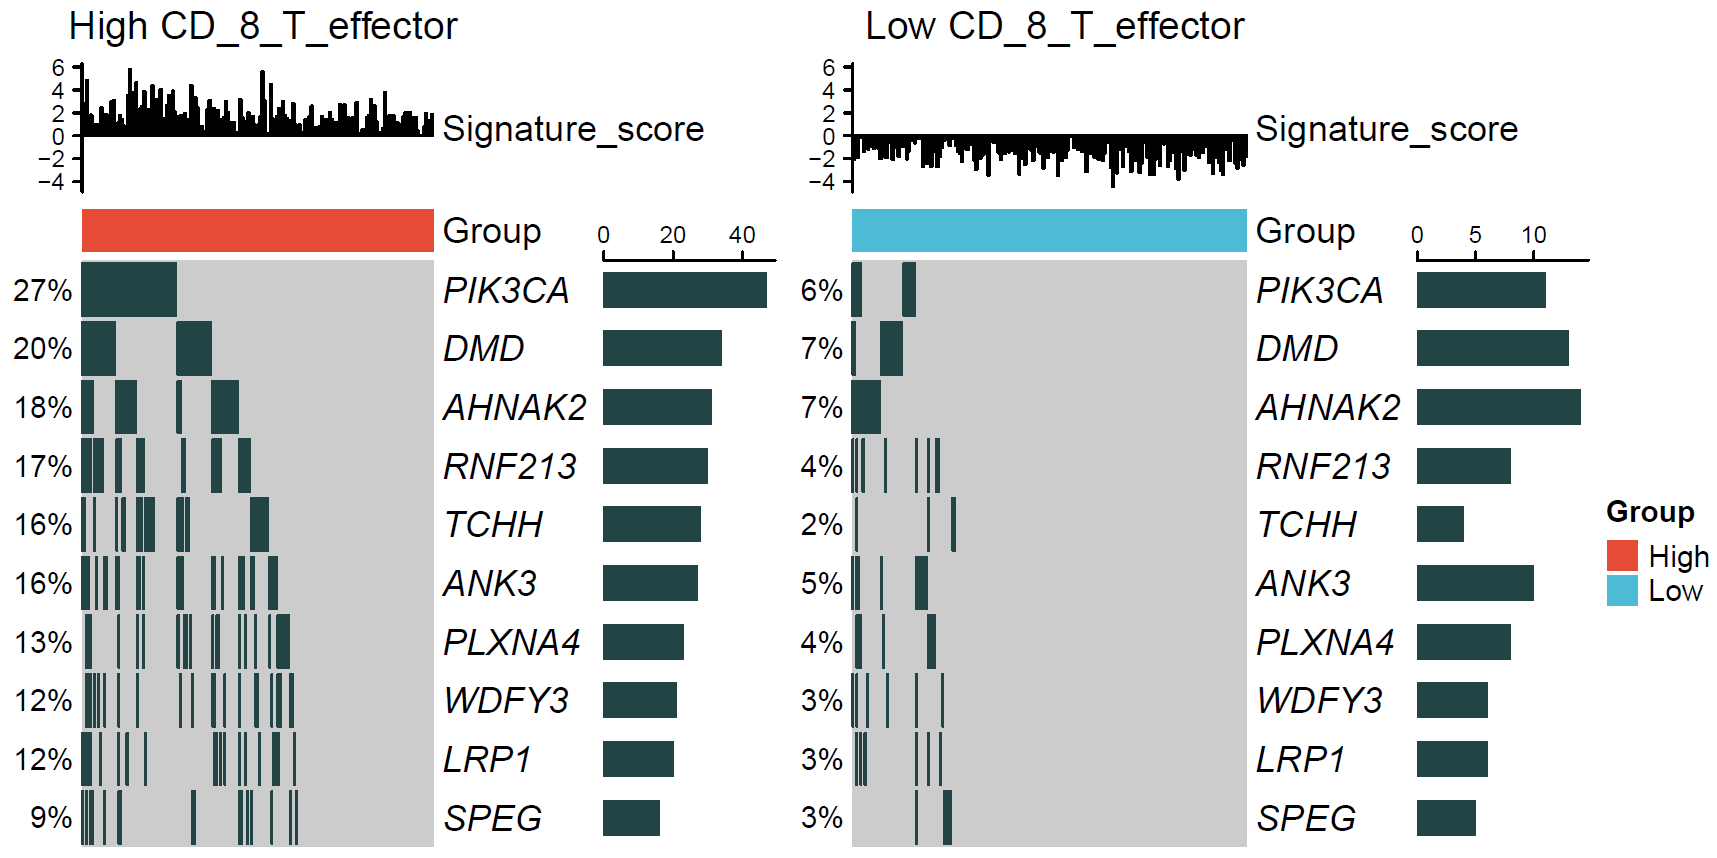 High CD_8_T_effector
6
4
2
0
−2
−4
Signature_score
Group
0 20 40
27% PIK3CA
20% DMD
18% AHNAK2
17% RNF213
16% TCHH
16% ANK3
13% PLXNA4
12% WDFY3
12% LRP1
9% SPEG
Low CD_8_T_effector
6
4
2
0
−2
−4
Signature_score
Group
0 5 10
6% PIK3CA
7% DMD
7% AHNAK2
4% RNF213
2% TCHH
5% ANK3
4% PLXNA4
3% WDFY3
3% LRP1
3% SPEG
Group
High
Low